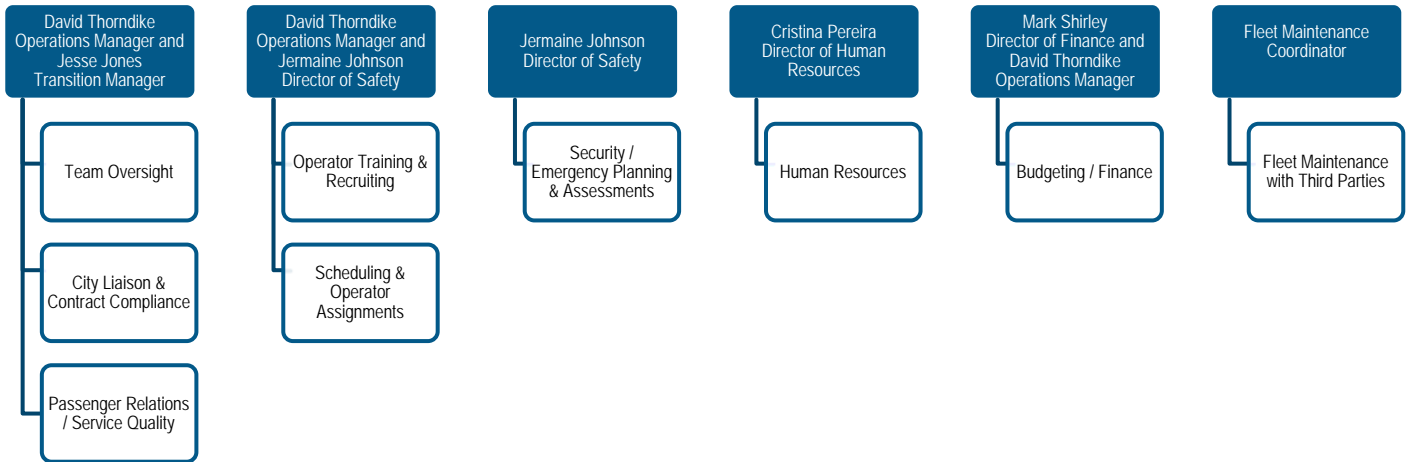 David Thorndike
Operations Manager and
Jesse Jones
Transition Manager
Team Oversight
City Liaison &
Contract Compliance
Passenger Relations
/ Service Quality
David Thorndike
Operations Manager and
Jermaine Johnson
Director of Safety
Operator Training &
Recruiting
Scheduling &
Operator
Assignments
Jermaine Johnson
Director of Safety
Security /
Emergency Planning
& Assessments
Cristina Pereira
Director of Human
Resources
Human Resources
Mark Shirley
Director of Finance and
David Thorndike
Operations Manager
Budgeting / Finance
Fleet Maintenance
Coordinator
Fleet Maintenance
with Third Parties